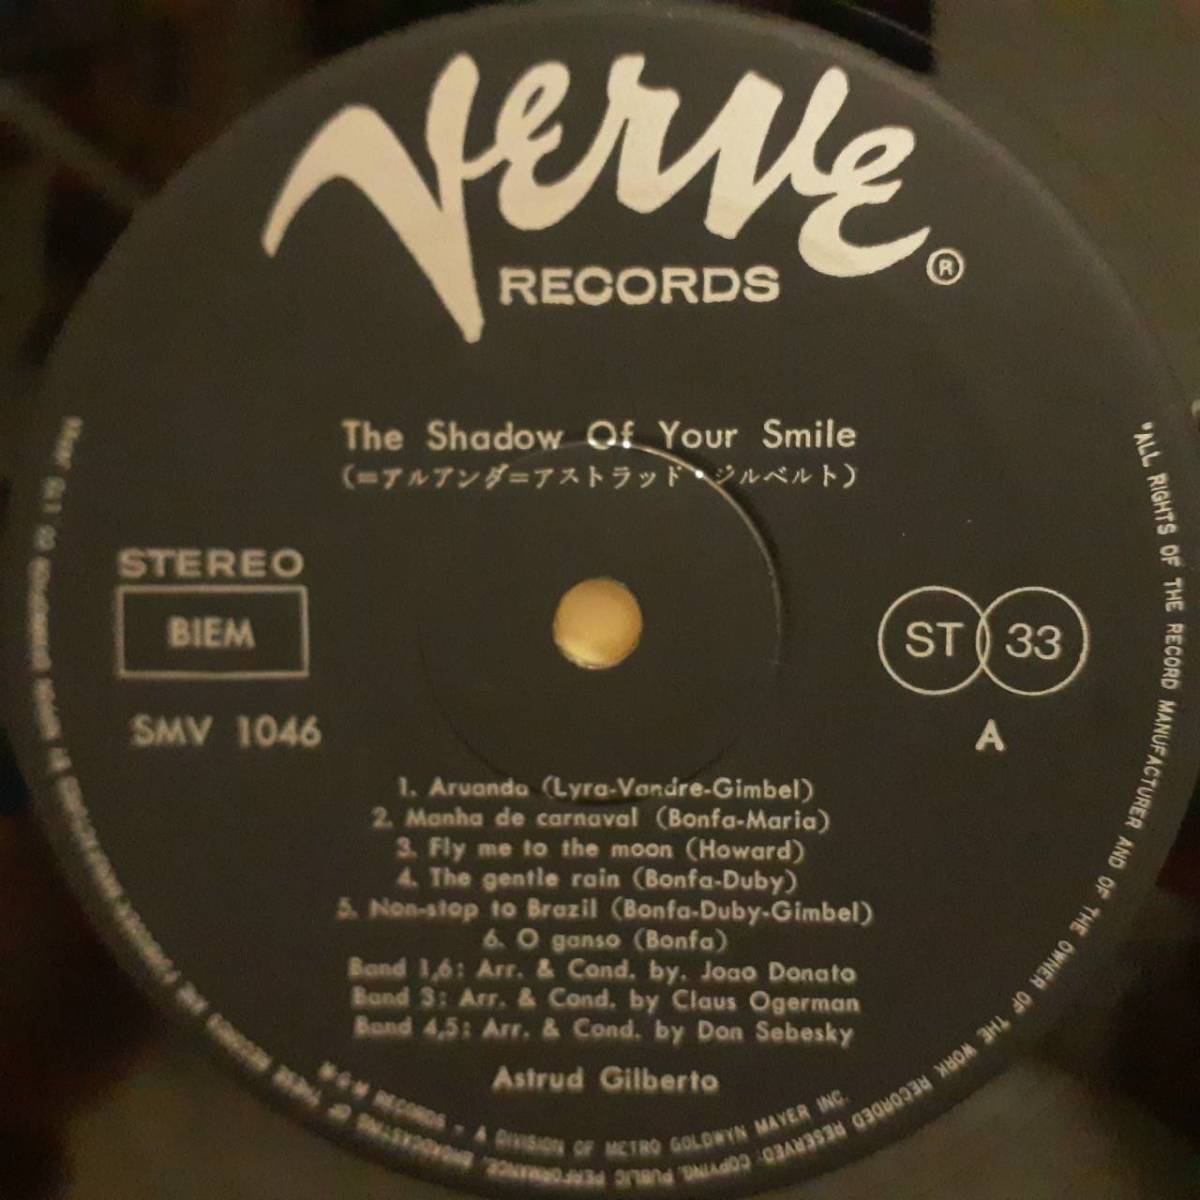 Verve
RECORDS
®
The Shadow Of Your Smile
(=アルアンダ=アストラッド・ジルベルト)
STEREO
BIEM
SMV 1046
ST 33
A
1. Aruanda (Lyra-Vandre-Gimbel)
2. Manha de carnaval (Bonfa-Maria)
3. Fly me to the moon (Howard)
4. The gentle rain (Bonfa-Duby)
5. Non-stop to Brazil (Bonfa-Duby-Gimbel)
6. O ganso (Bonfa)
Band 1,6: Arr. & Cond. by. Joao Donato
Band 3: Arr. & Cond. by Claus Ogerman
Band 4,5: Arr. & Cond. by Don Sebesky
Astrud Gilberto
"ALL RIGHTS OF THE RECORD MANUFACTURER AND OF THE OWNER OF THE WORK RECORDED RESERVED. COPYING, PUBLIC PERFORMANCE, BROADCASTING OF THESE RECORDS
M-G-M RECORDS - A DIVISION OF METRO GOLDWYN MAYER INC.